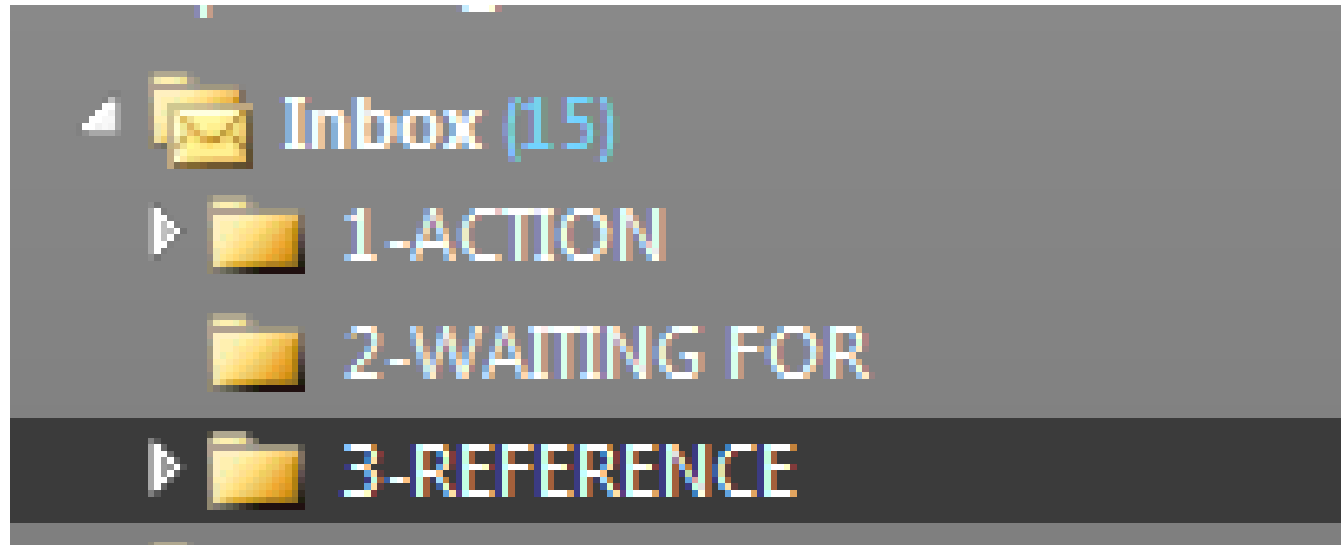 Inbox (15)
1-ACTION
2-WAITING FOR
3-REFERENCE